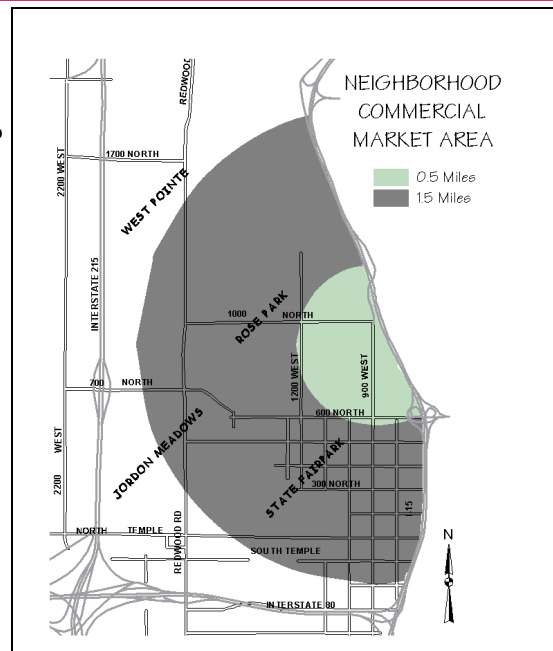 NEIGHBORHOOD
COMMERCIAL
MARKET AREA
0.5 Miles
1.5 Miles
REDWOOD
1700 NORTH
2200 WEST
WEST POINTE
INTERSTATE 215
1000 NORTH
ROSE PARK
1200 WEST
900 WEST
700 NORTH
600 NORTH
JORDON MEADOWS
STATE FAIRPARK
2200 WEST
300 NORTH
I-15
REDWOOD RD
NORTH TEMPLE
SOUTH TEMPLE
INTERSTATE 80
N